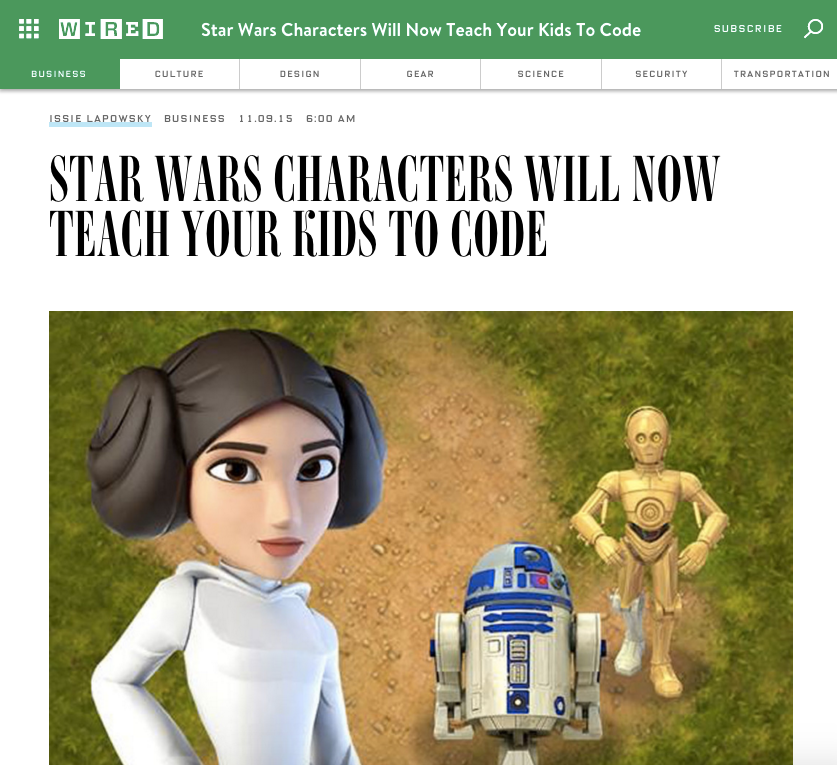 WIRED Star Wars Characters Will Now Teach Your Kids To Code SUBSCRIBE
BUSINESS CULTURE DESIGN GEAR SCIENCE SECURITY TRANSPORTATION
ISSIE LAPOWSKY BUSINESS 11.09.15 6:00 AM
STAR WARS CHARACTERS WILL NOW
TEACH YOUR KIDS TO CODE